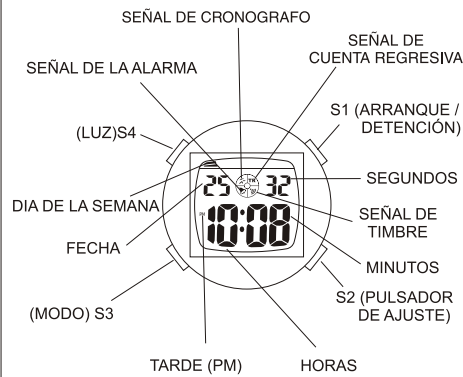 SEÑAL DE CRONOGRAFO
SEÑAL DE
CUENTA REGRESIVA
SEÑAL DE LA ALARMA
S1 (ARRANQUE /
DETENCIÓN)
(LUZ)S4
SEGUNDOS
25 32
DIA DE LA SEMANA
SEÑAL DE
TIMBRE
FECHA
PM
10:08
MINUTOS
(MODO) S3
S2 (PULSADOR
DE AJUSTE)
TARDE (PM)
HORAS